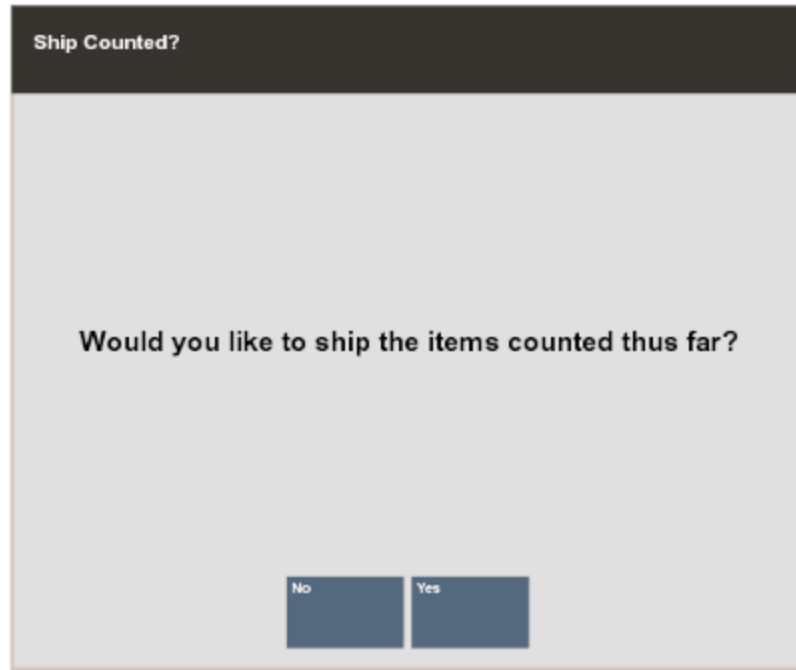 Ship Counted?
Would you like to ship the items counted thus far?
No
Yes